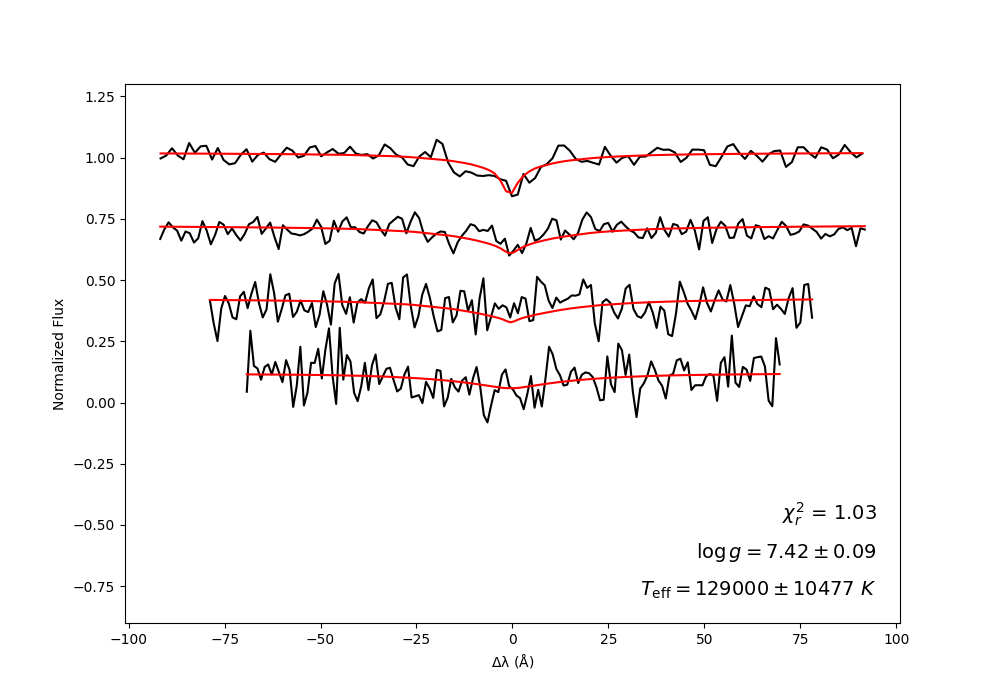 1.25
1.00
0.75
0.50
0.25
0.00
−0.25
−0.50
−0.75
Normalized Flux
χ²ᵣ = 1.03
log g = 7.42 ± 0.09
T_eff = 129000 ± 10477 K
−100 −75 −50 −25 0 25 50 75 100
Δλ (Å)